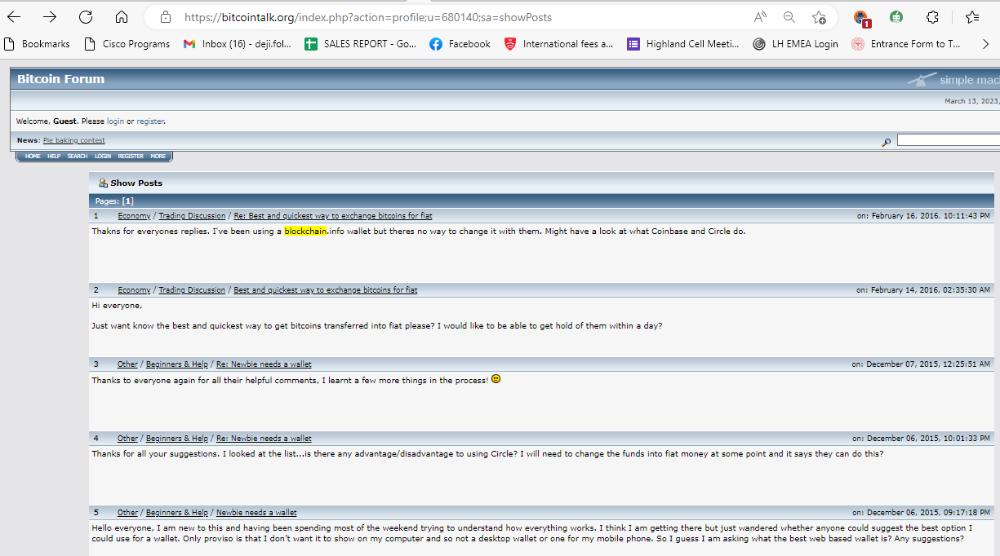 https://bitcointalk.org/index.php?action=profile;u=680140;sa=showPosts
1
Bookmarks Cisco Programs Inbox (16) - deji.fol... SALES REPORT - Go... Facebook International fees a... Highland Cell Meeti... LH EMEA Login Entrance Form to T...
Bitcoin Forum simple mac
March 13, 2023,
Welcome, Guest. Please login or register.
News: Pie baking contest
HOME HELP SEARCH LOGIN REGISTER MORE
Show Posts
Pages: [1]
1 Economy / Trading Discussion / Re: Best and quickest way to exchange bitcoins for fiat on: February 16, 2016, 10:11:43 PM
Thakns for everyones replies. I've been using a blockchain.info wallet but theres no way to change it with them. Might have a look at what Coinbase and Circle do.
2 Economy / Trading Discussion / Best and quickest way to exchange bitcoins for fiat on: February 14, 2016, 02:35:30 AM
Hi everyone,
Just want know the best and quickest way to get bitcoins transferred into fiat please? I would like to be able to get hold of them within a day?
3 Other / Beginners & Help / Re: Newbie needs a wallet on: December 07, 2015, 12:25:51 AM
Thanks to everyone again for all their helpful comments, I learnt a few more things in the process!
4 Other / Beginners & Help / Re: Newbie needs a wallet on: December 06, 2015, 10:01:33 PM
Thanks for all your suggestions. I looked at the list...is there any advantage/disadvantage to using Circle? I will need to change the funds into fiat money at some point and it says they can do this?
5 Other / Beginners & Help / Newbie needs a wallet on: December 06, 2015, 09:17:18 PM
Hello everyone, I am new to this and having been spending most of the weekend trying to understand how everything works. I think I am getting there but just wandered whether anyone could suggest the best option I
could use for a wallet. Only proviso is that I don't want it to show on my computer and so not a desktop wallet or one for my mobile phone. So I guess I am asking what the best web based wallet is? Any suggestions?